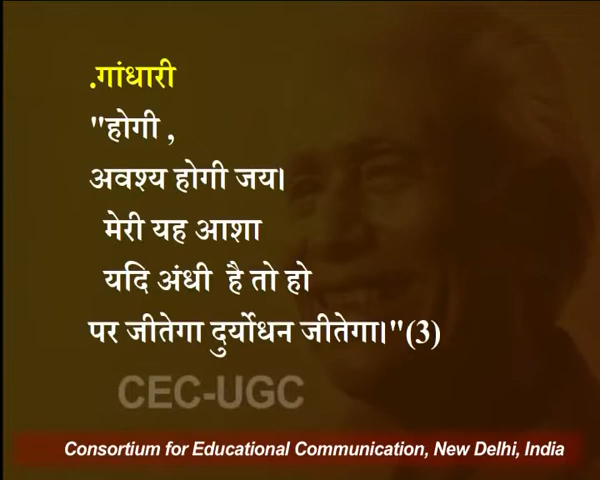 .गांधारी
"होगी ,
अवश्य होगी जय।
मेरी यह आशा
यदि अंधी है तो हो
पर जीतेगा दुर्योधन जीतेगा।"(3)
CEC-UGC
Consortium for Educational Communication, New Delhi, India